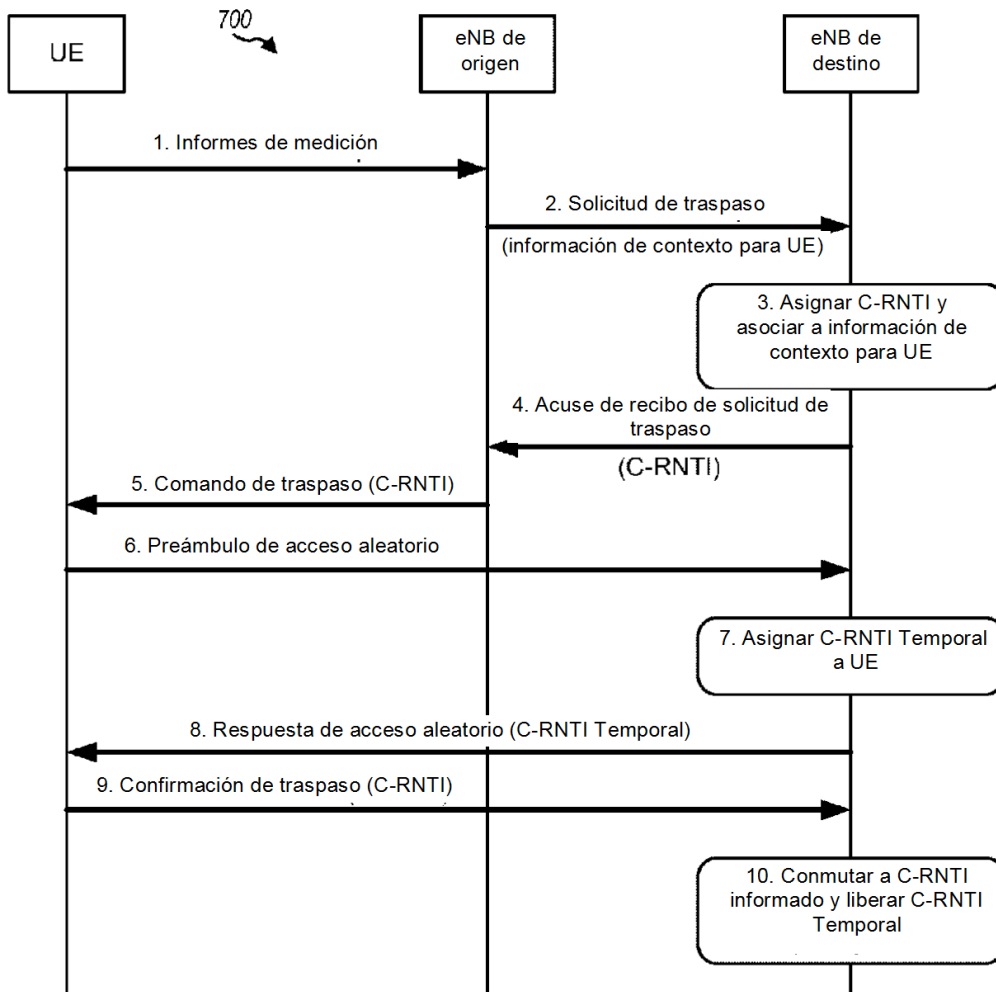 700
UE
eNB de
origen
eNB de
destino
1. Informes de medición
2. Solicitud de traspaso
(información de contexto para UE)
3. Asignar C-RNTI y
asociar a información de
contexto para UE
4. Acuse de recibo de solicitud de
traspaso
(C-RNTI)
5. Comando de traspaso (C-RNTI)
6. Preámbulo de acceso aleatorio
7. Asignar C-RNTI Temporal
a UE
8. Respuesta de acceso aleatorio (C-RNTI Temporal)
9. Confirmación de traspaso (C-RNTI)
10. Conmutar a C-RNTI
informado y liberar C-RNTI
Temporal